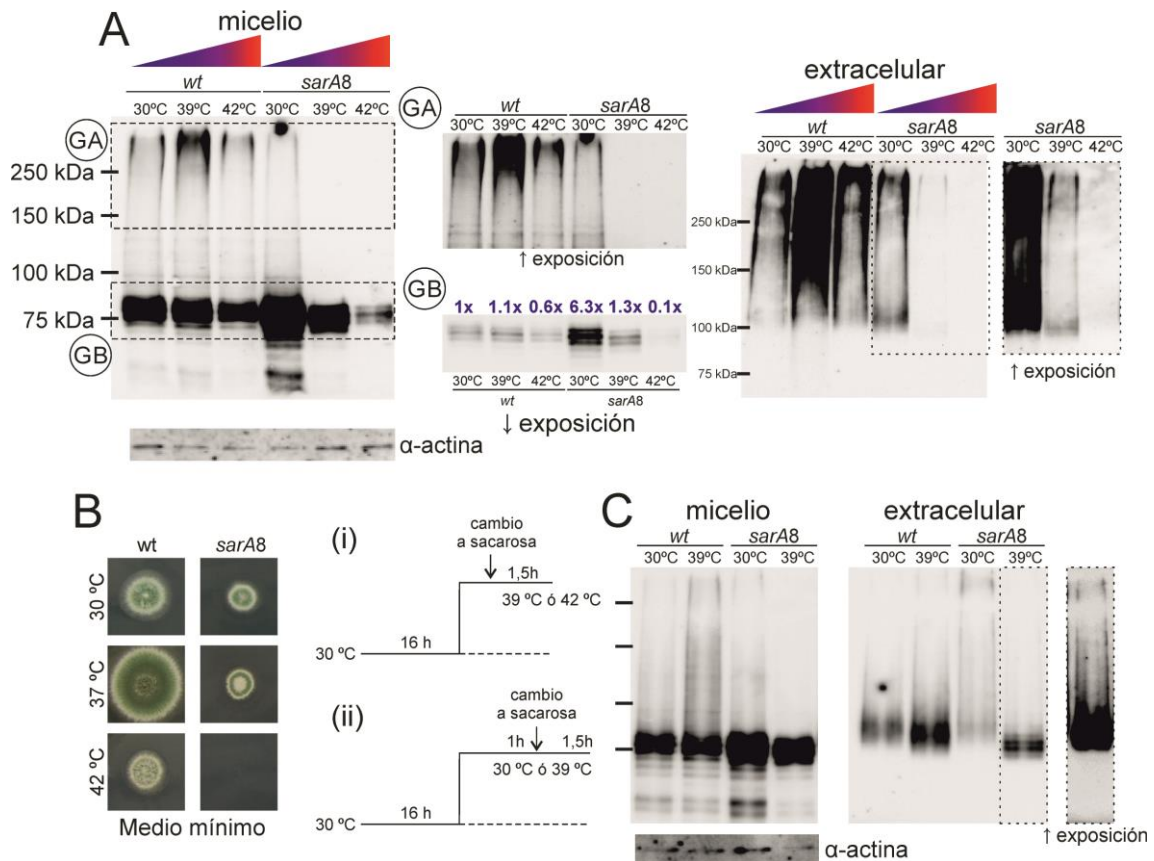 A
micelio
wt sarA8
30ºC 39ºC 42ºC 30ºC 39ºC 42ºC
GA
250 kDa
150 kDa
100 kDa
75 kDa
GB
α-actina
GA
wt sarA8
30ºC 39ºC 42ºC 30ºC 39ºC 42ºC
↑ exposición
GB
1x 1.1x 0.6x 6.3x 1.3x 0.1x
30ºC 39ºC 42ºC 30ºC 39ºC 42ºC
wt sarA8
↓ exposición
extracelular
wt sarA8 sarA8
30ºC 39ºC 42ºC 30ºC 39ºC 42ºC 30ºC 39ºC 42ºC
250 kDa
150 kDa
100 kDa
75 kDa
↑ exposición
B
wt sarA8
30 ºC
37 ºC
42 ºC
Medio mínimo
(i)
cambio
a sacarosa
1,5h
39 ºC ó 42 ºC
16 h
30 ºC
(ii)
cambio
a sacarosa
1h 1,5h
30 ºC ó 39 ºC
16 h
30 ºC
C
micelio
wt sarA8
30ºC 39ºC 30ºC 39ºC
α-actina
extracelular
wt sarA8
30ºC 39ºC 30ºC 39ºC
↑ exposición